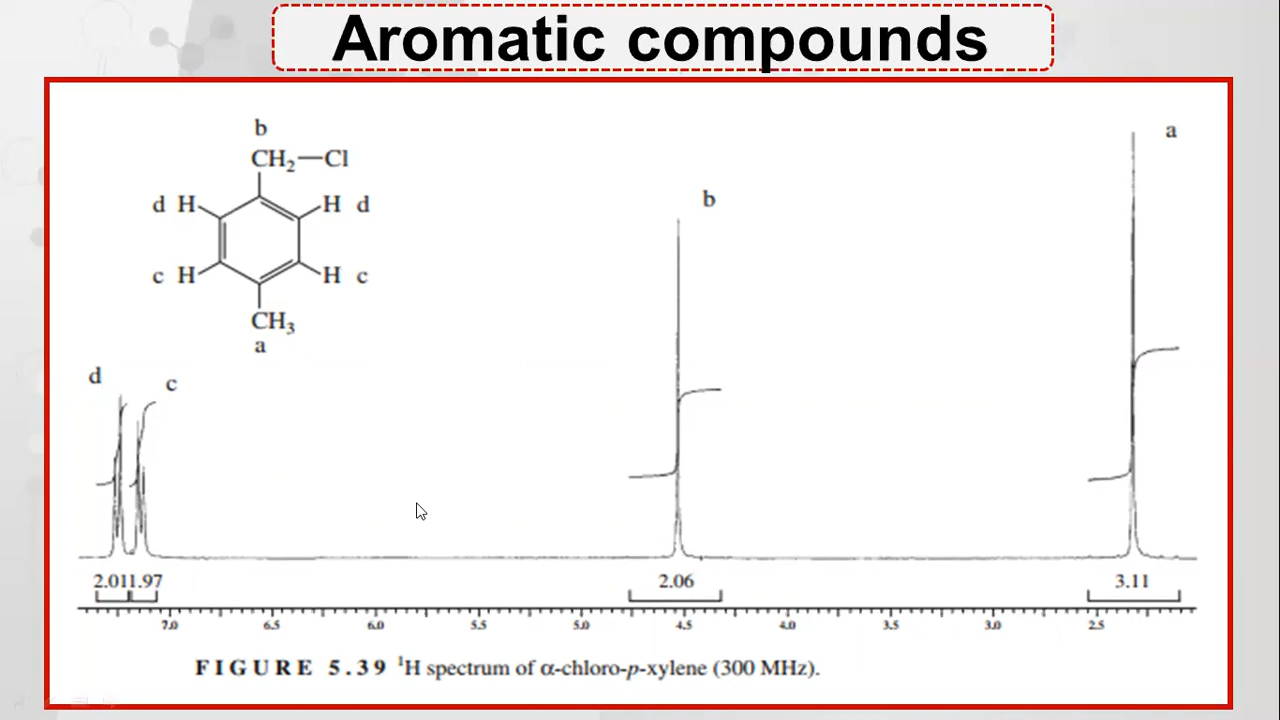 Aromatic compounds
b
CH₂—Cl
d H H d
c H H c
CH₃
a
a
b
d
c
2.011.97 2.06 3.11
7.0 6.5 6.0 5.5 5.0 4.5 4.0 3.5 3.0 2.5
FIGURE 5.39 ¹H spectrum of α-chloro-p-xylene (300 MHz).